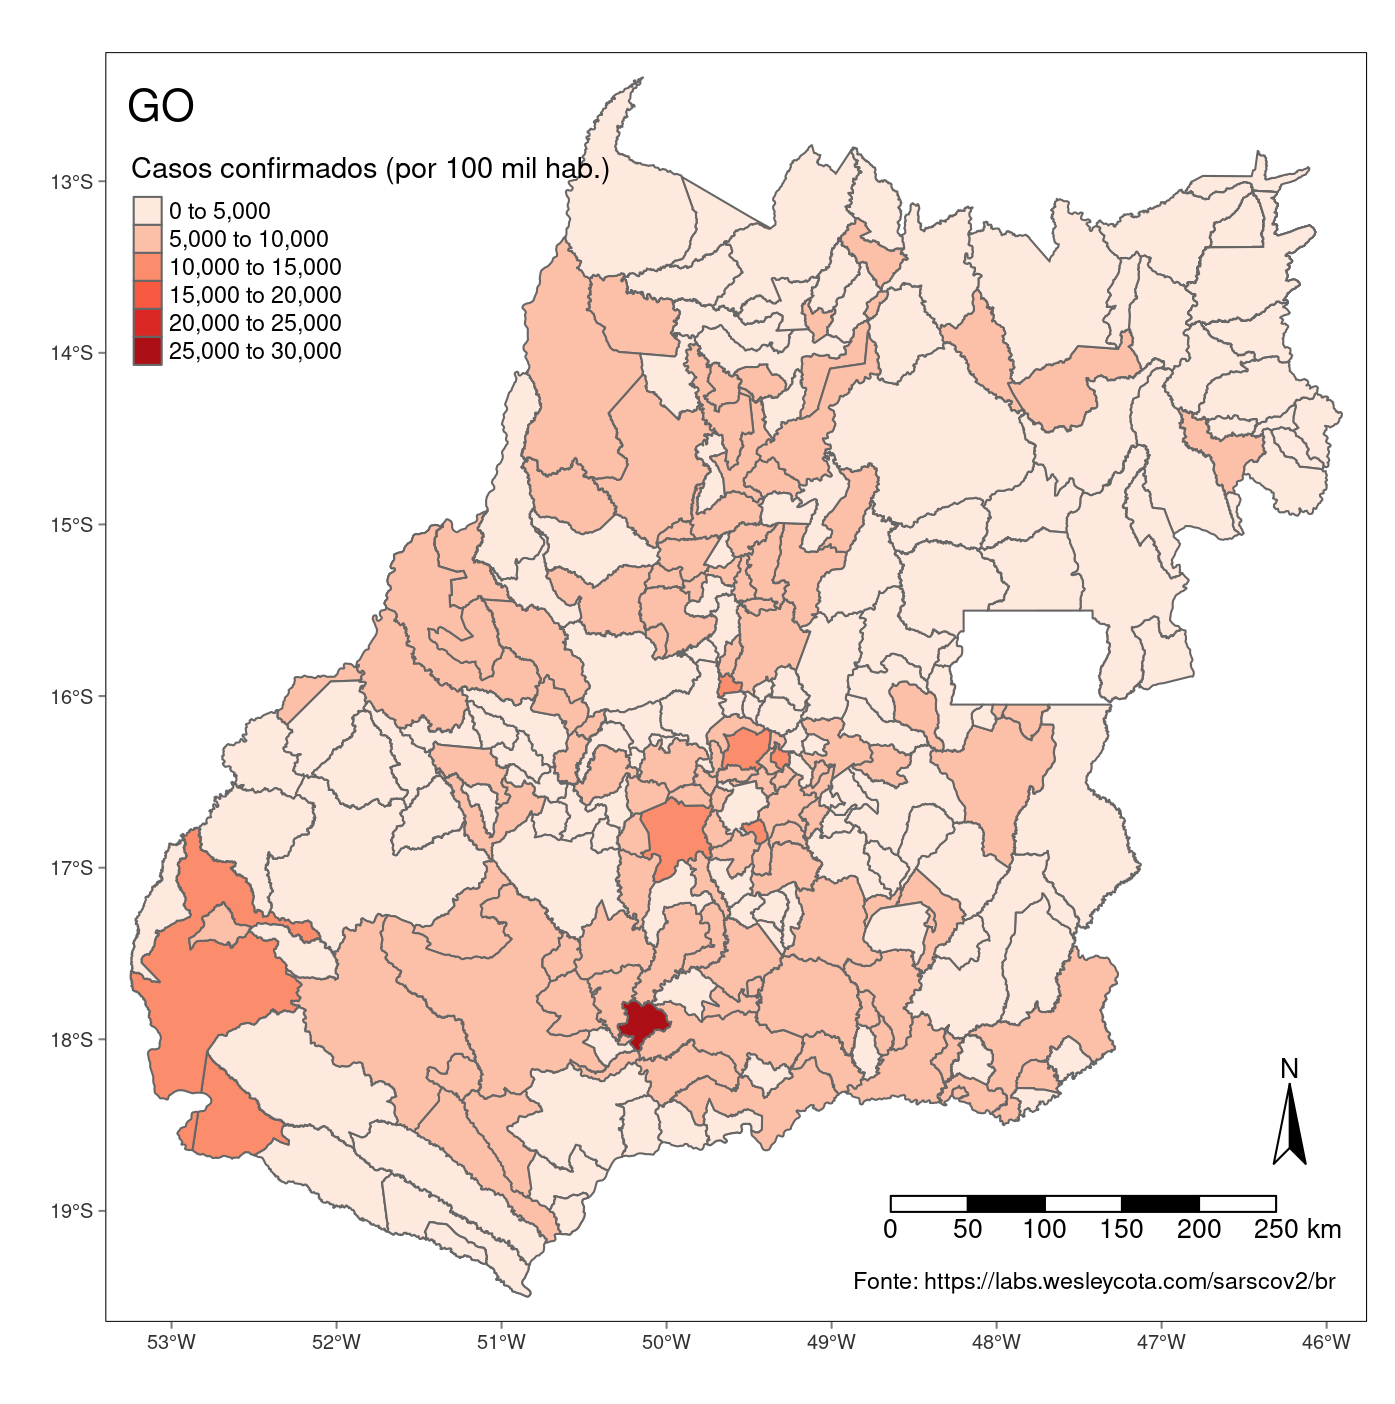 GO
Casos confirmados (por 100 mil hab.)
0 to 5,000
5,000 to 10,000
10,000 to 15,000
15,000 to 20,000
20,000 to 25,000
25,000 to 30,000
13°S
14°S
15°S
16°S
17°S
18°S
19°S
N
0 50 100 150 200 250 km
Fonte: https://labs.wesleycota.com/sarscov2/br
53°W 52°W 51°W 50°W 49°W 48°W 47°W 46°W